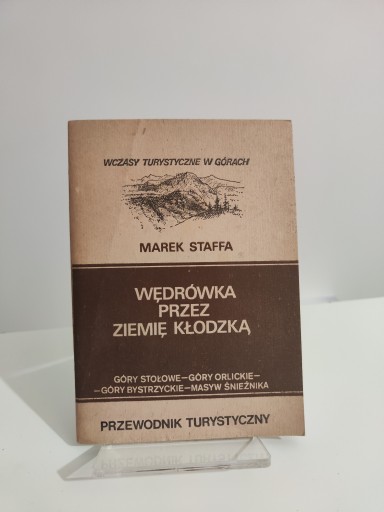 WCZASY TURYSTYCZNE W GÓRACH
MAREK STAFFA
WĘDRÓWKA
PRZEZ
ZIEMIĘ KŁODZKĄ
GÓRY STOŁOWE—GÓRY ORLICKIE—
—GÓRY BYSTRZYCKIE—MASYW ŚNIEŻNIKA
PRZEWODNIK TURYSTYCZNY